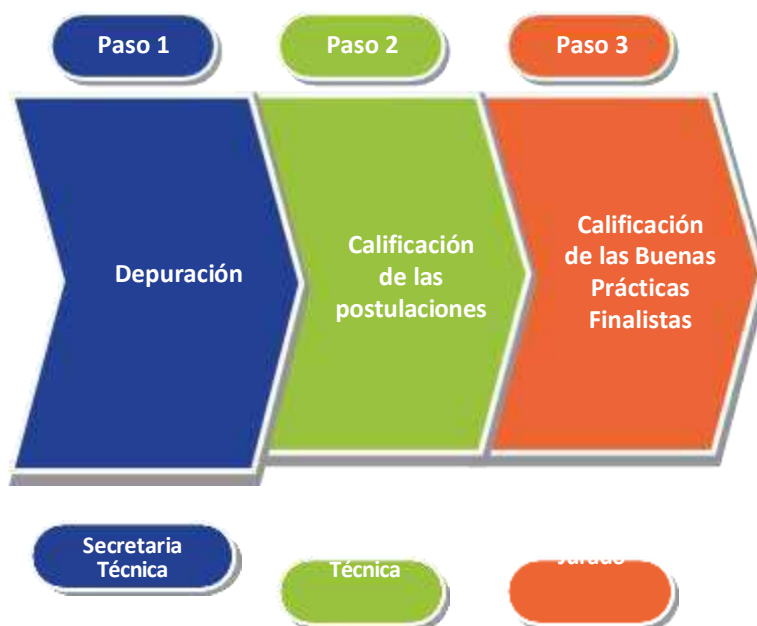 Paso 1
Paso 2
Paso 3
Depuración
Calificación
de las
postulaciones
Calificación
de las Buenas
Prácticas
Finalistas
Secretaria
Técnica
Técnica
Jurado